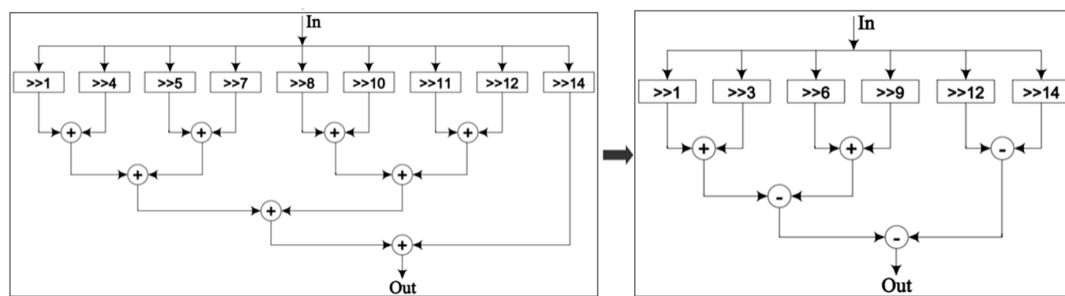 In
>>1 >>4 >>5 >>7 >>8 >>10 >>11 >>12 >>14
+ + + +
+ +
+
+
Out
In
>>1 >>3 >>6 >>9 >>12 >>14
+ + -
-
-
Out